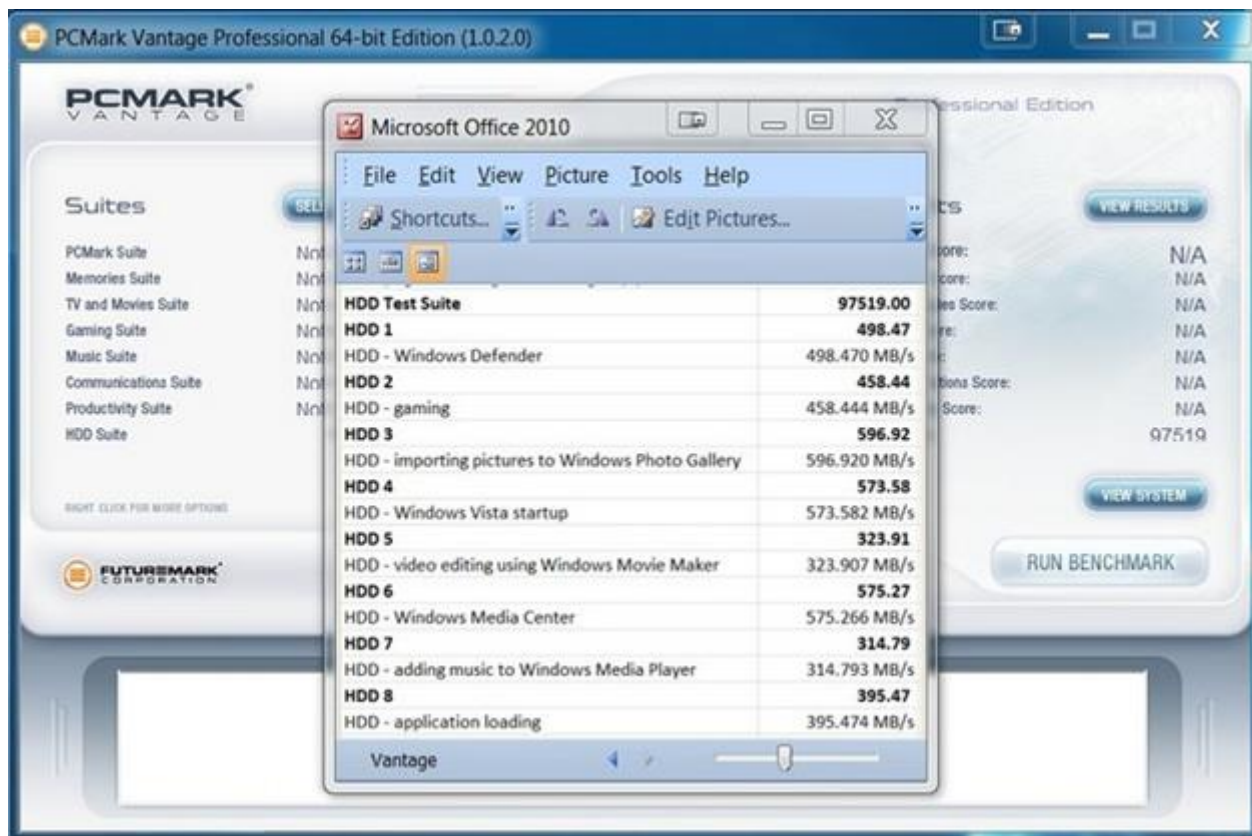 PCMark Vantage Professional 64-bit Edition (1.0.2.0)
PCMARK
VANTAGE
Professional Edition
Microsoft Office 2010
File Edit View Picture Tools Help
Shortcuts... Edit Pictures...
Suites
VIEW RESULTS
PCMark Suite
N/A
Memories Suite
N/A
TV and Movies Suite
N/A
Gaming Suite
N/A
Music Suite
N/A
Communications Suite
N/A
Productivity Suite
N/A
HDD Suite
97519
HDD Test Suite 97519.00
HDD 1 498.47
HDD - Windows Defender 498.470 MB/s
HDD 2 458.44
HDD - gaming 458.444 MB/s
HDD 3 596.92
HDD - importing pictures to Windows Photo Gallery 596.920 MB/s
HDD 4 573.58
HDD - Windows Vista startup 573.582 MB/s
HDD 5 323.91
HDD - video editing using Windows Movie Maker 323.907 MB/s
HDD 6 575.27
HDD - Windows Media Center 575.266 MB/s
HDD 7 314.79
HDD - adding music to Windows Media Player 314.793 MB/s
HDD 8 395.47
HDD - application loading 395.474 MB/s
Vantage
RIGHT CLICK FOR MORE OPTIONS
VIEW SYSTEM
FUTUREMARK
CORPORATION
RUN BENCHMARK